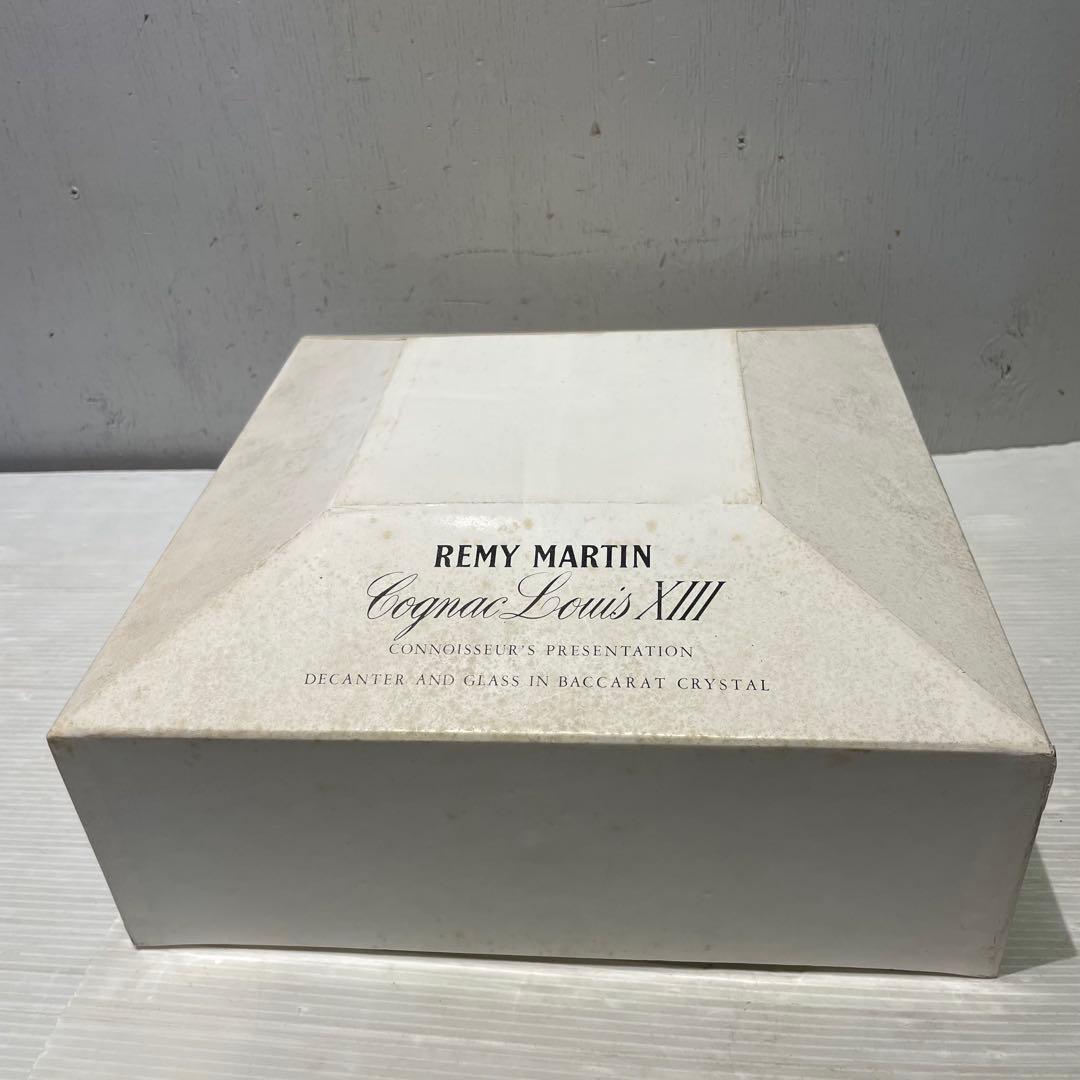 REMY MARTIN
Cognac Louis XIII
CONNOISSEUR'S PRESENTATION
DECANTER AND GLASS IN BACCARAT CRYSTAL